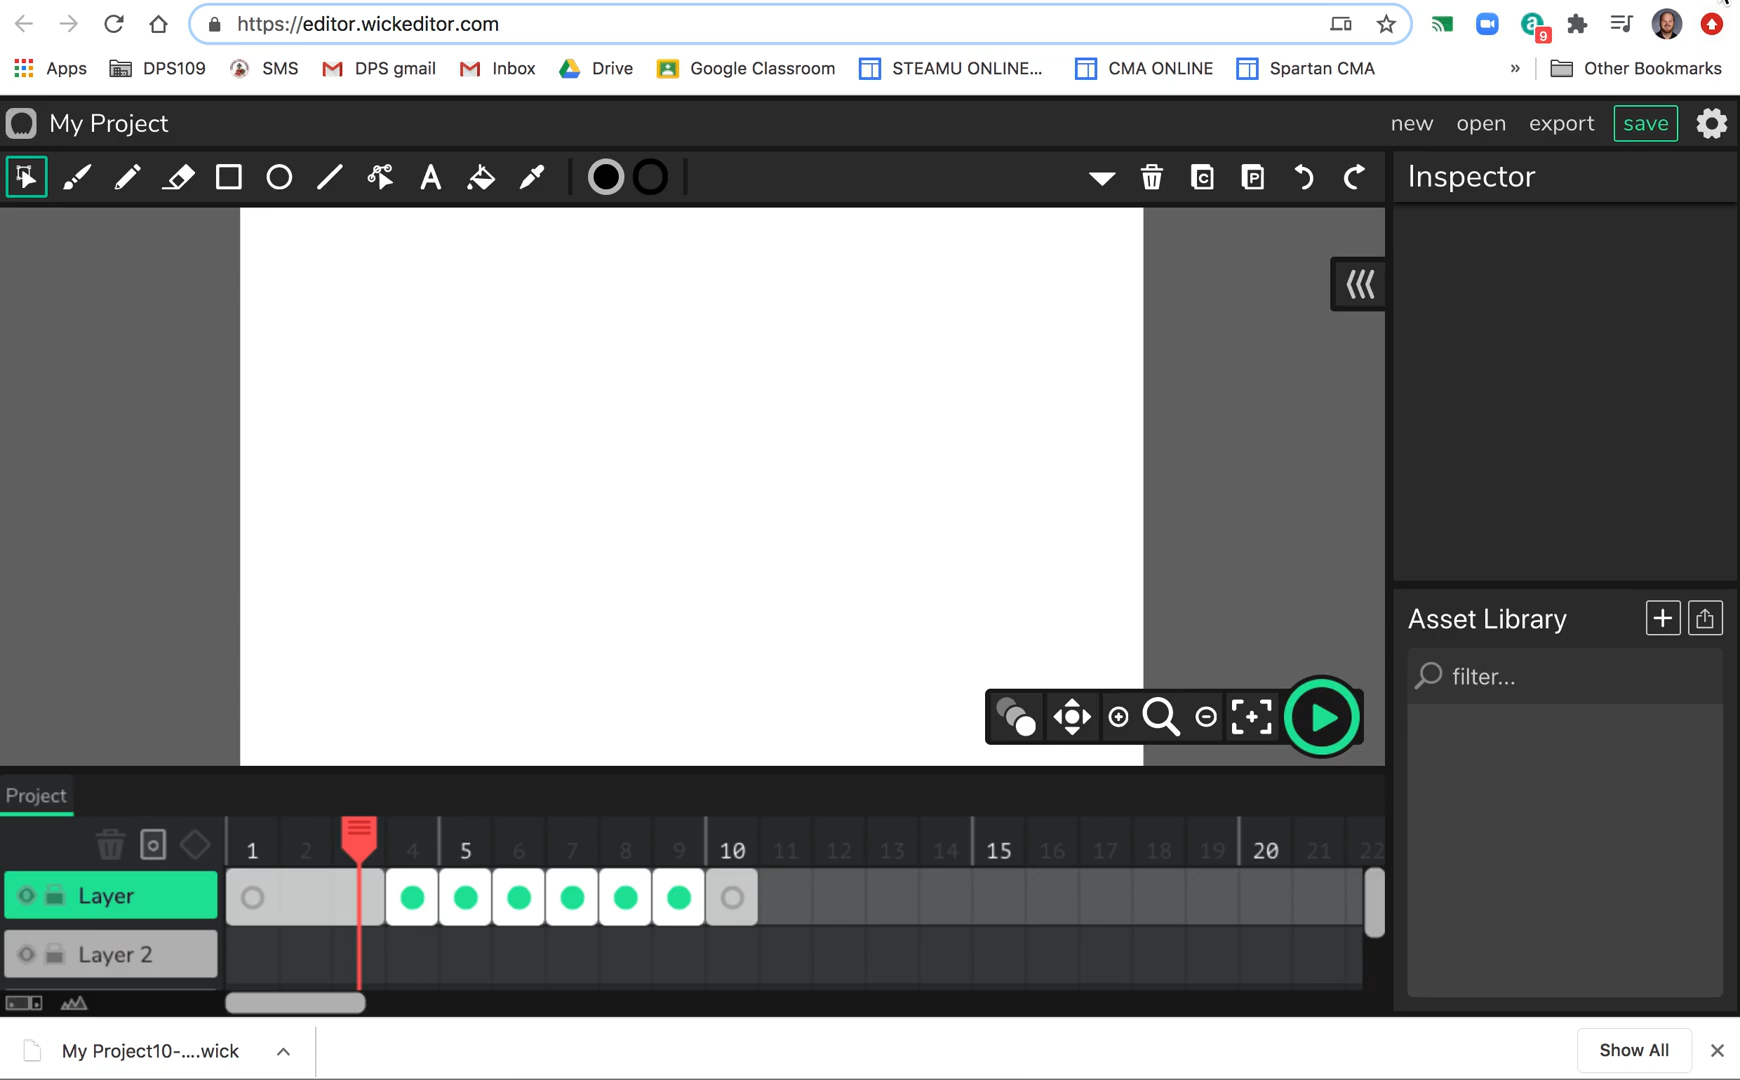 https://editor.wickeditor.com
9
Apps DPS109 SMS DPS gmail Inbox Drive Google Classroom STEAMU ONLINE... CMA ONLINE Spartan CMA » Other Bookmarks
My Project new open export save
Inspector
Asset Library
filter...
Project
1 2 4 5 6 7 8 9 10 11 12 13 14 15 16 17 18 19 20 21 22
Layer
Layer 2
My Project10-....wick Show All